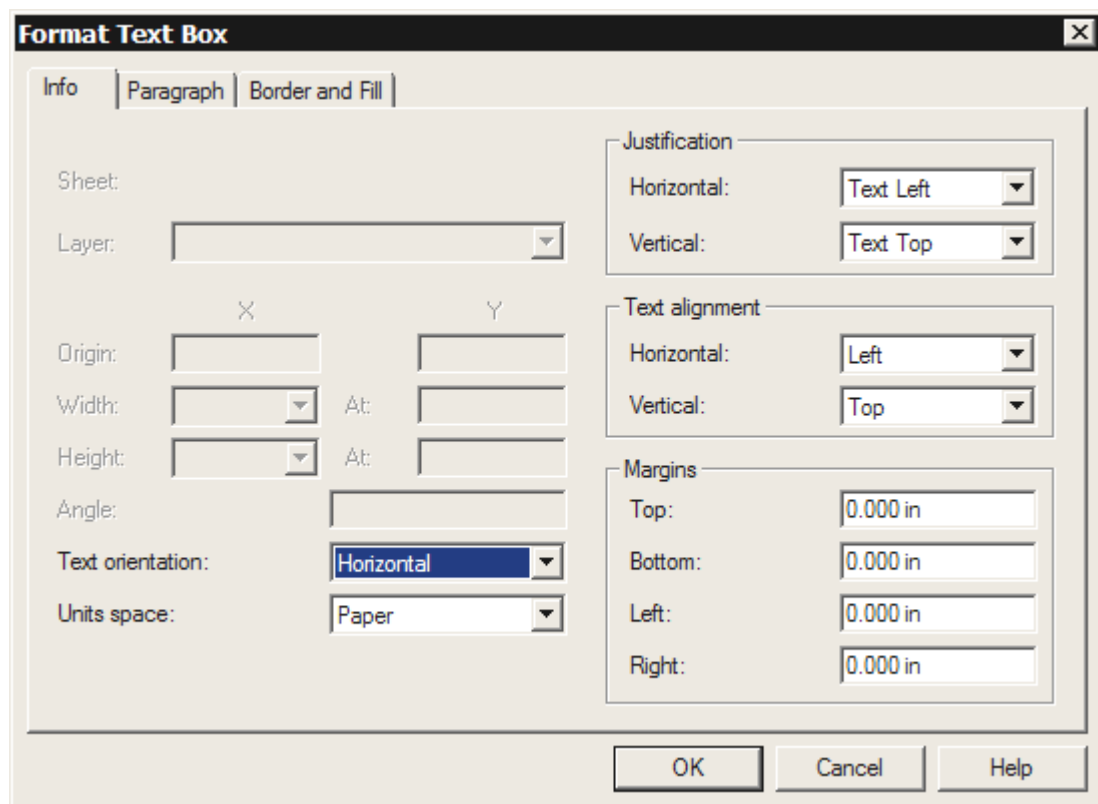 Format Text Box
Info Paragraph Border and Fill
Sheet:
Layer:
X Y
Origin:
Width: At:
Height: At:
Angle:
Text orientation: Horizontal
Units space: Paper
Justification
Horizontal: Text Left
Vertical: Text Top
Text alignment
Horizontal: Left
Vertical: Top
Margins
Top: 0.000 in
Bottom: 0.000 in
Left: 0.000 in
Right: 0.000 in
OK Cancel Help